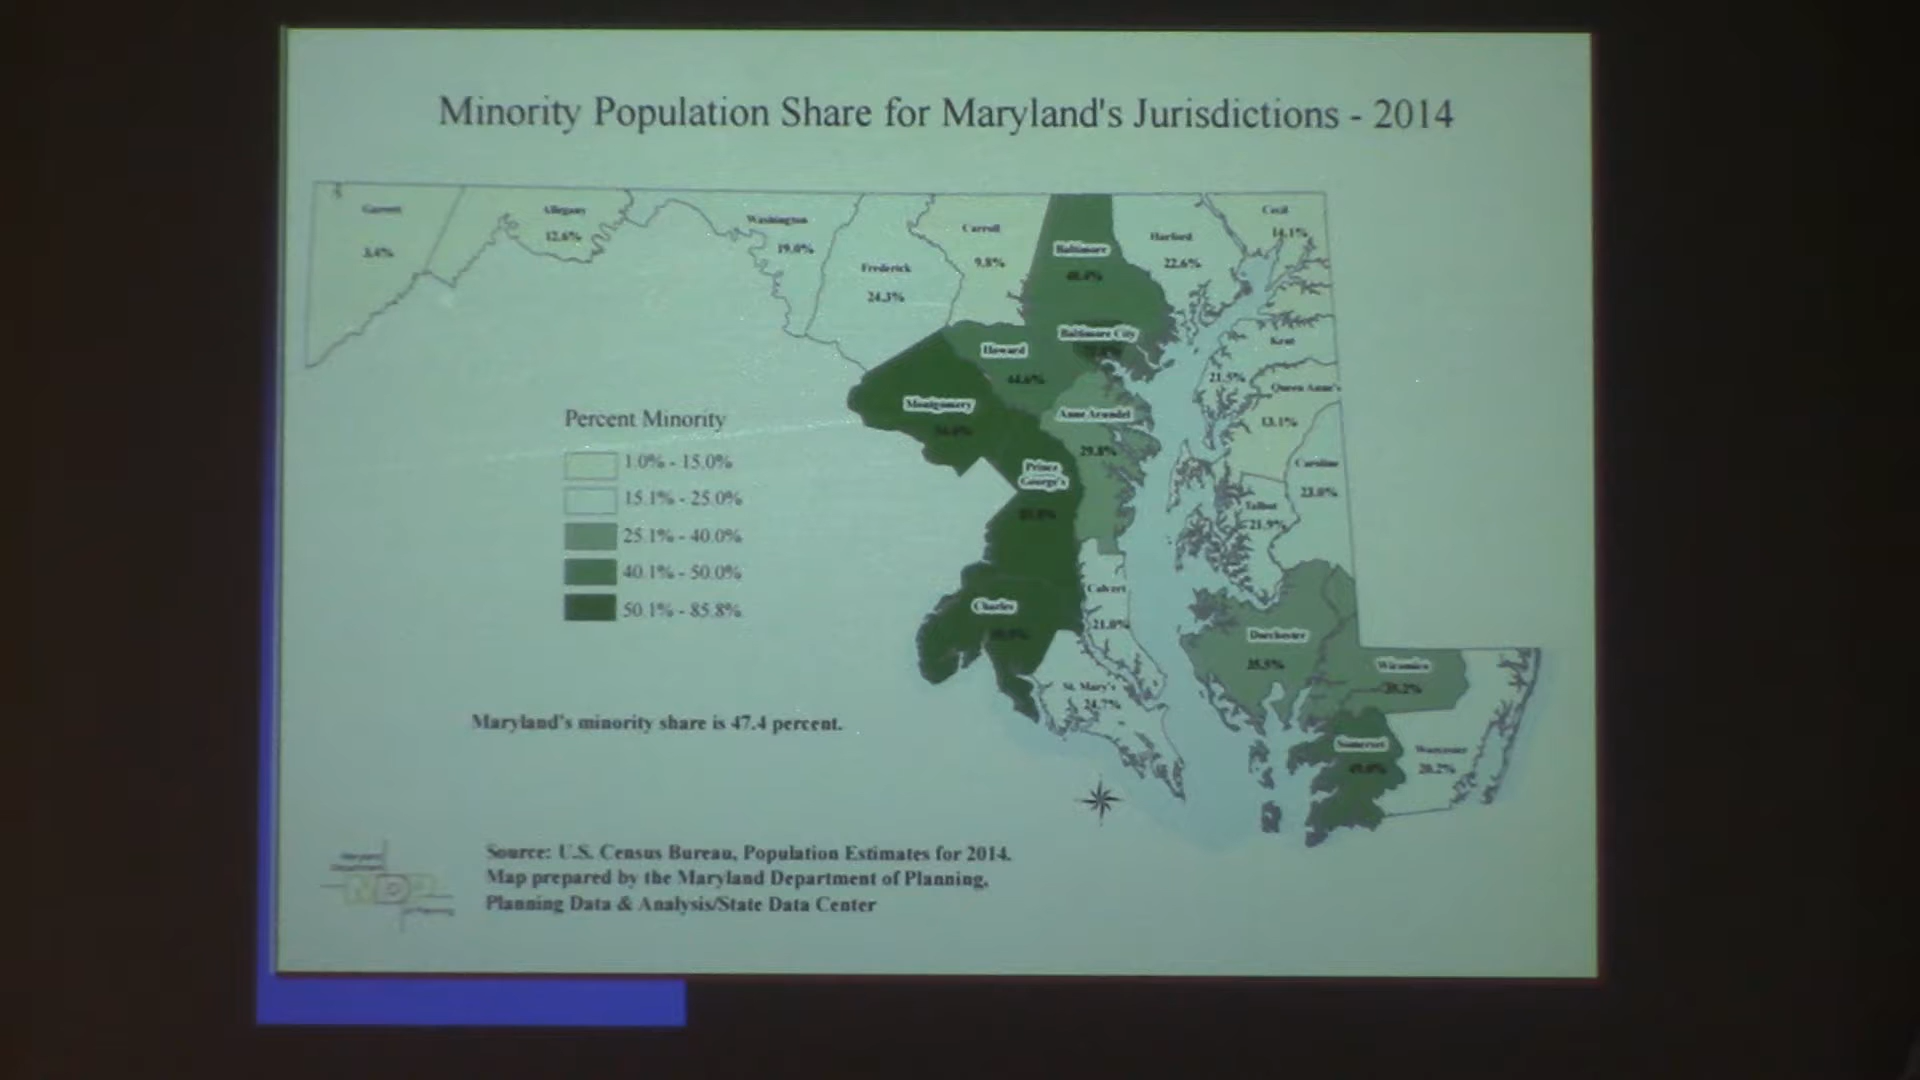 Minority Population Share for Maryland's Jurisdictions - 2014
Garrett
3.4%
Allegany
12.6%
Washington
19.0%
Frederick
24.3%
Carroll
9.8%
Baltimore
Harford
22.6%
Cecil
14.1%
Baltimore City
Howard
44.6%
Kent
21.5%
Queen Anne's
13.1%
Montgomery
Anne Arundel
29.8%
Prince
George's
Caroline
23.0%
Talbot
21.9%
Charles
Calvert
21.0%
St. Mary's
24.7%
Dorchester
35.5%
Wicomico
Somerset
Worcester
20.2%
Percent Minority
1.0% - 15.0%
15.1% - 25.0%
25.1% - 40.0%
40.1% - 50.0%
50.1% - 85.8%
Maryland's minority share is 47.4 percent.
Source: U.S. Census Bureau, Population Estimates for 2014.
Map prepared by the Maryland Department of Planning,
Planning Data & Analysis/State Data Center